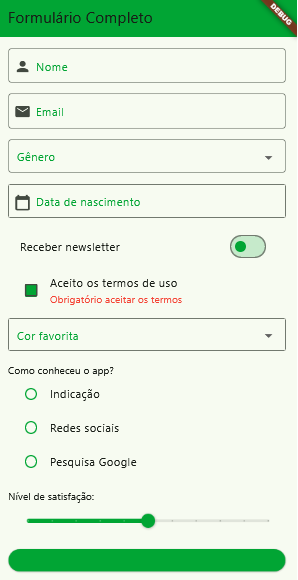 Formulário Completo
DEBUG
Nome
Email
Gênero
Data de nascimento
Receber newsletter
Aceito os termos de uso
Obrigatório aceitar os termos
Cor favorita
Como conheceu o app?
Indicação
Redes sociais
Pesquisa Google
Nível de satisfação: